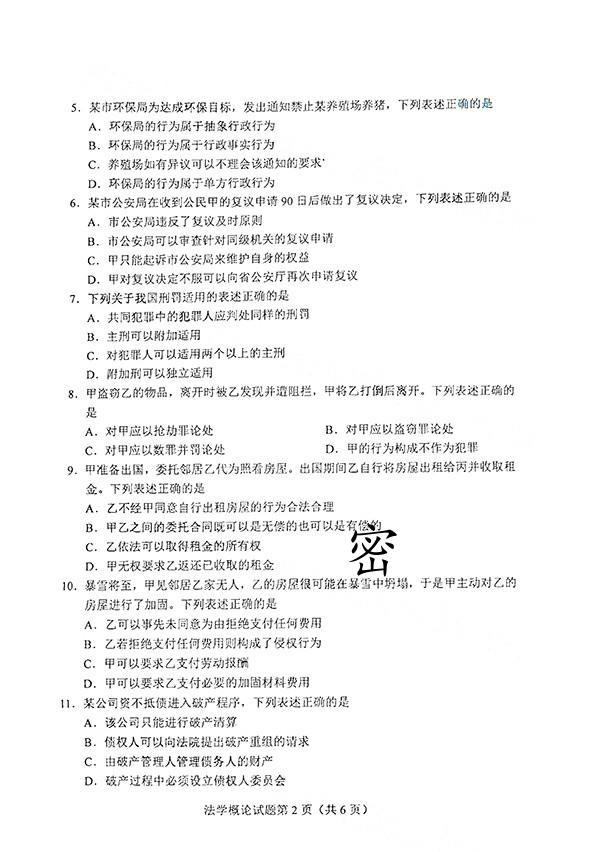 5．某市环保局为达成环保目标，发出通知禁止某养殖场养猪，下列表述正确的是
A．环保局的行为属于抽象行政行为
B．环保局的行为属于行政事实行为
C．养殖场如有异议可以不理会该通知的要求
D．环保局的行为属于单方行政行为
6．某市公安局在收到公民甲的复议申请 90 日后做出了复议决定，下列表述正确的是
A．市公安局违反了复议及时原则
B．市公安局可以审查针对同级机关的复议申请
C．甲只能起诉市公安局来维护自身的权益
D．甲对复议决定不服可以向省公安厅再次申请复议
7．下列关于我国刑罚适用的表述正确的是
A．共同犯罪中的犯罪人应判处同样的刑罚
B．主刑可以附加适用
C．对犯罪人可以适用两个以上的主刑
D．附加刑可以独立适用
8．甲盗窃乙的物品，离开时被乙发现并遭阻拦，甲将乙打倒后离开。下列表述正确的
是
A．对甲应以抢劫罪论处 B．对甲应以盗窃罪论处
C．对甲应以数罪并罚论处 D．甲的行为构成不作为犯罪
9．甲准备出国，委托邻居乙代为照看房屋。出国期间乙自行将房屋出租给丙并收取租
金。下列表述正确的是
A．乙不经甲同意自行出租房屋的行为合法合理
B．甲乙之间的委托合同既可以是无偿的也可以是有偿的
C．乙依法可以取得租金的所有权
D．甲无权要求乙返还已收取的租金
密
10．暴雪将至，甲见邻居乙家无人，乙的房屋很可能在暴雪中坍塌，于是甲主动对乙的
房屋进行了加固。下列表述正确的是
A．乙可以事先未同意为由拒绝支付任何费用
B．乙若拒绝支付任何费用则构成了侵权行为
C．甲可以要求乙支付劳动报酬
D．甲可以要求乙支付必要的加固材料费用
11．某公司资不抵债进入破产程序，下列表述正确的是
A．该公司只能进行破产清算
B．债权人可以向法院提出破产重组的请求
C．由破产管理人管理债务人的财产
D．破产过程中必须设立债权人委员会
法学概论试题第 2 页（共 6 页）